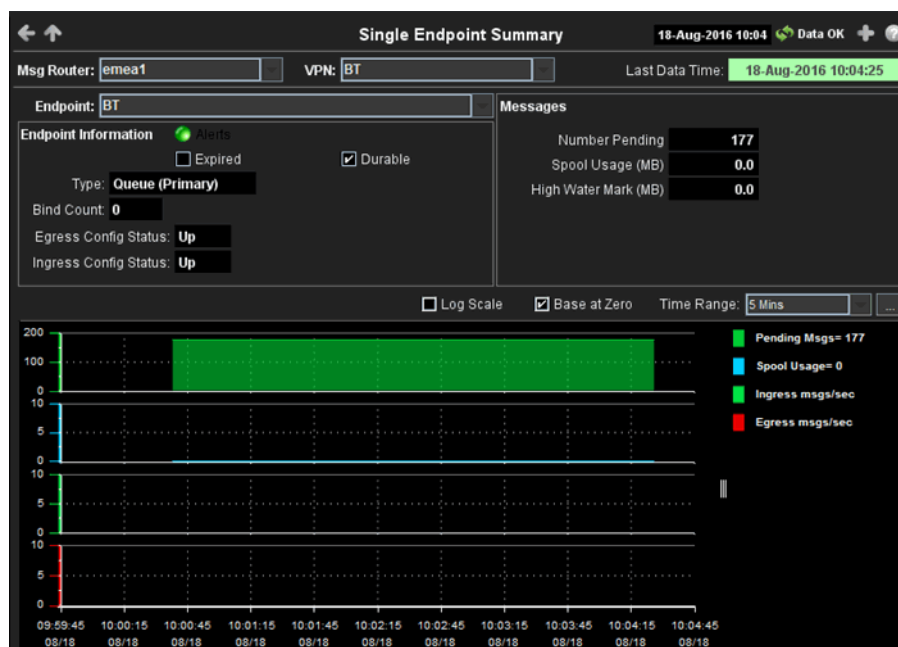 Single Endpoint Summary 18-Aug-2016 10:04 Data OK
Msg Router: emea1 VPN: BT Last Data Time: 18-Aug-2016 10:04:25
Endpoint: BT
Messages
Endpoint Information Alerts
Expired Durable
Type: Queue (Primary)
Bind Count: 0
Egress Config Status: Up
Ingress Config Status: Up
Number Pending 177
Spool Usage (MB) 0.0
High Water Mark (MB) 0.0
Log Scale Base at Zero Time Range: 5 Mins ...
200
100
0
10
5
0
10
5
0
10
5
0
Pending Msgs= 177
Spool Usage= 0
Ingress msgs/sec
Egress msgs/sec
09:59:45 10:00:15 10:00:45 10:01:15 10:01:45 10:02:15 10:02:45 10:03:15 10:03:45 10:04:15 10:04:45
08/18 08/18 08/18 08/18 08/18 08/18 08/18 08/18 08/18 08/18 08/18